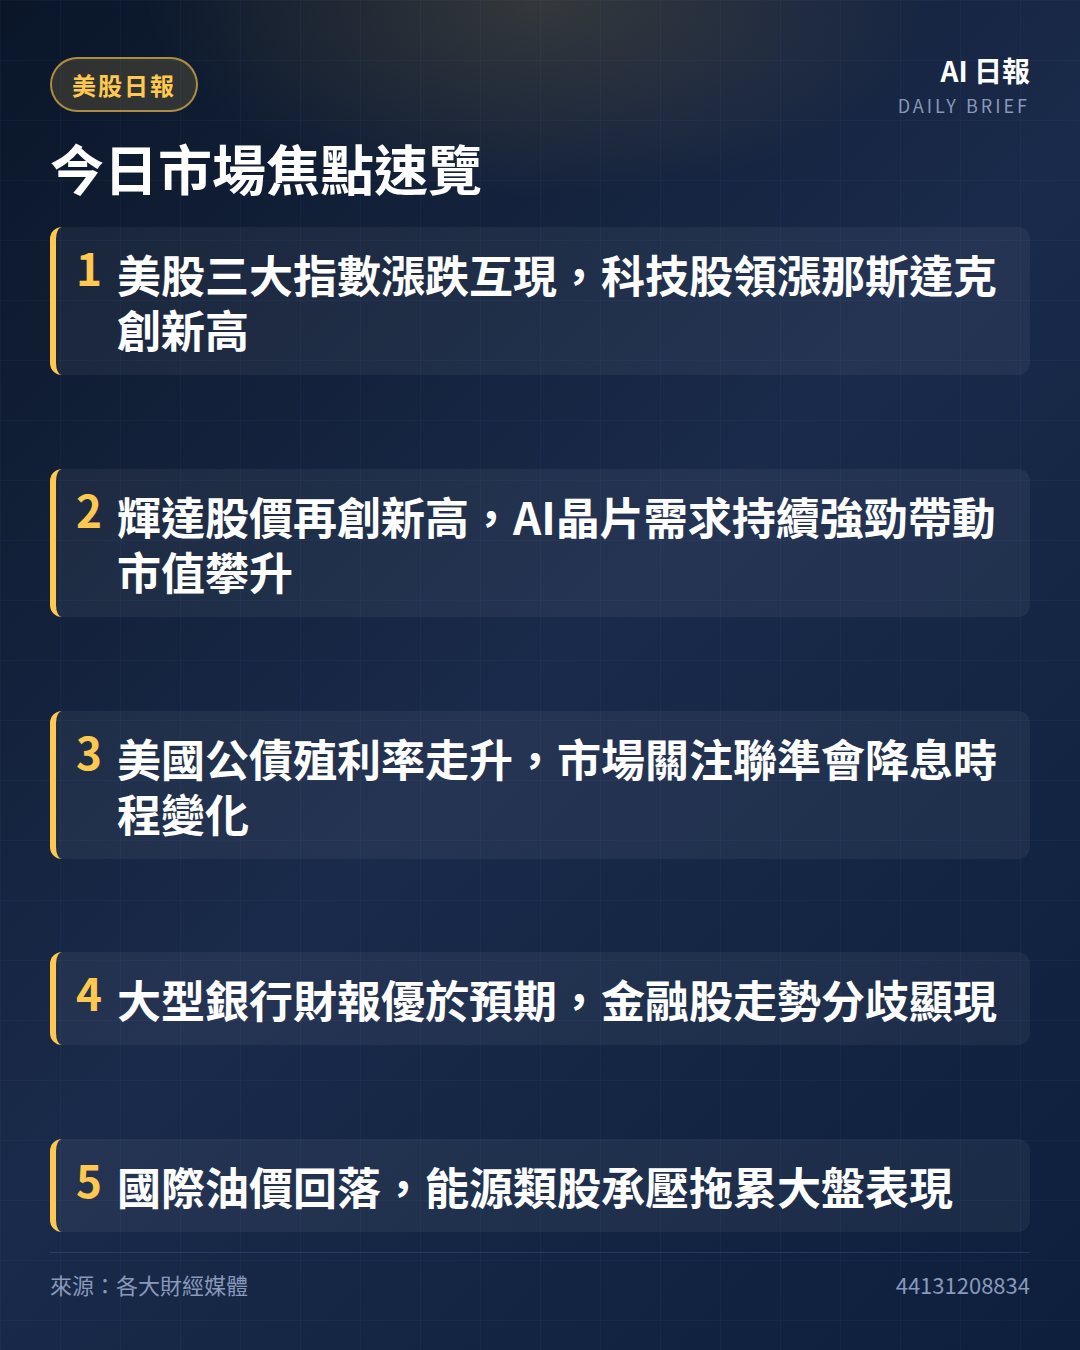 美股日報
AI 日報
DAILY BRIEF
今日市場焦點速覽
1 美股三大指數漲跌互現，科技股領漲那斯達克
創新高
2 輝達股價再創新高，AI晶片需求持續強勁帶動
市值攀升
3 美國公債殖利率走升，市場關注聯準會降息時
程變化
4 大型銀行財報優於預期，金融股走勢分歧顯現
5 國際油價回落，能源類股承壓拖累大盤表現
來源：各大財經媒體
44131208834